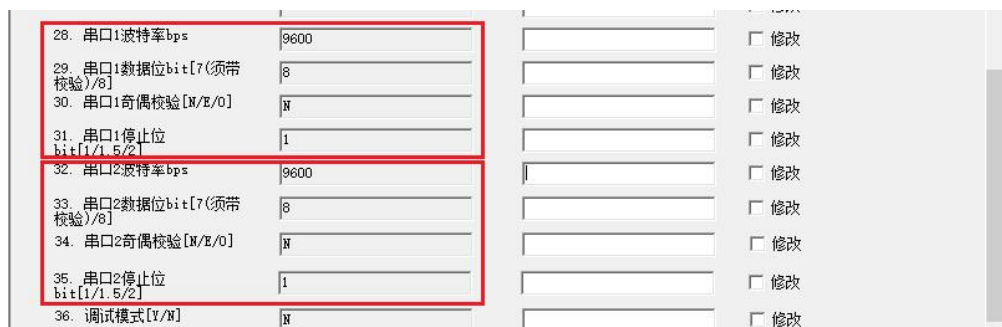 28. 串口1波特率bps 9600 修改
29. 串口1数据位bit[7(须带 8 修改
校验)/8]
30. 串口1奇偶校验[N/E/O] N 修改
31. 串口1停止位 1 修改
bit[1/1.5/2]
32. 串口2波特率bps 9600 修改
33. 串口2数据位bit[7(须带 8 修改
校验)/8]
34. 串口2奇偶校验[N/E/O] N 修改
35. 串口2停止位 1 修改
bit[1/1.5/2]
36. 调试模式[Y/N] N 修改